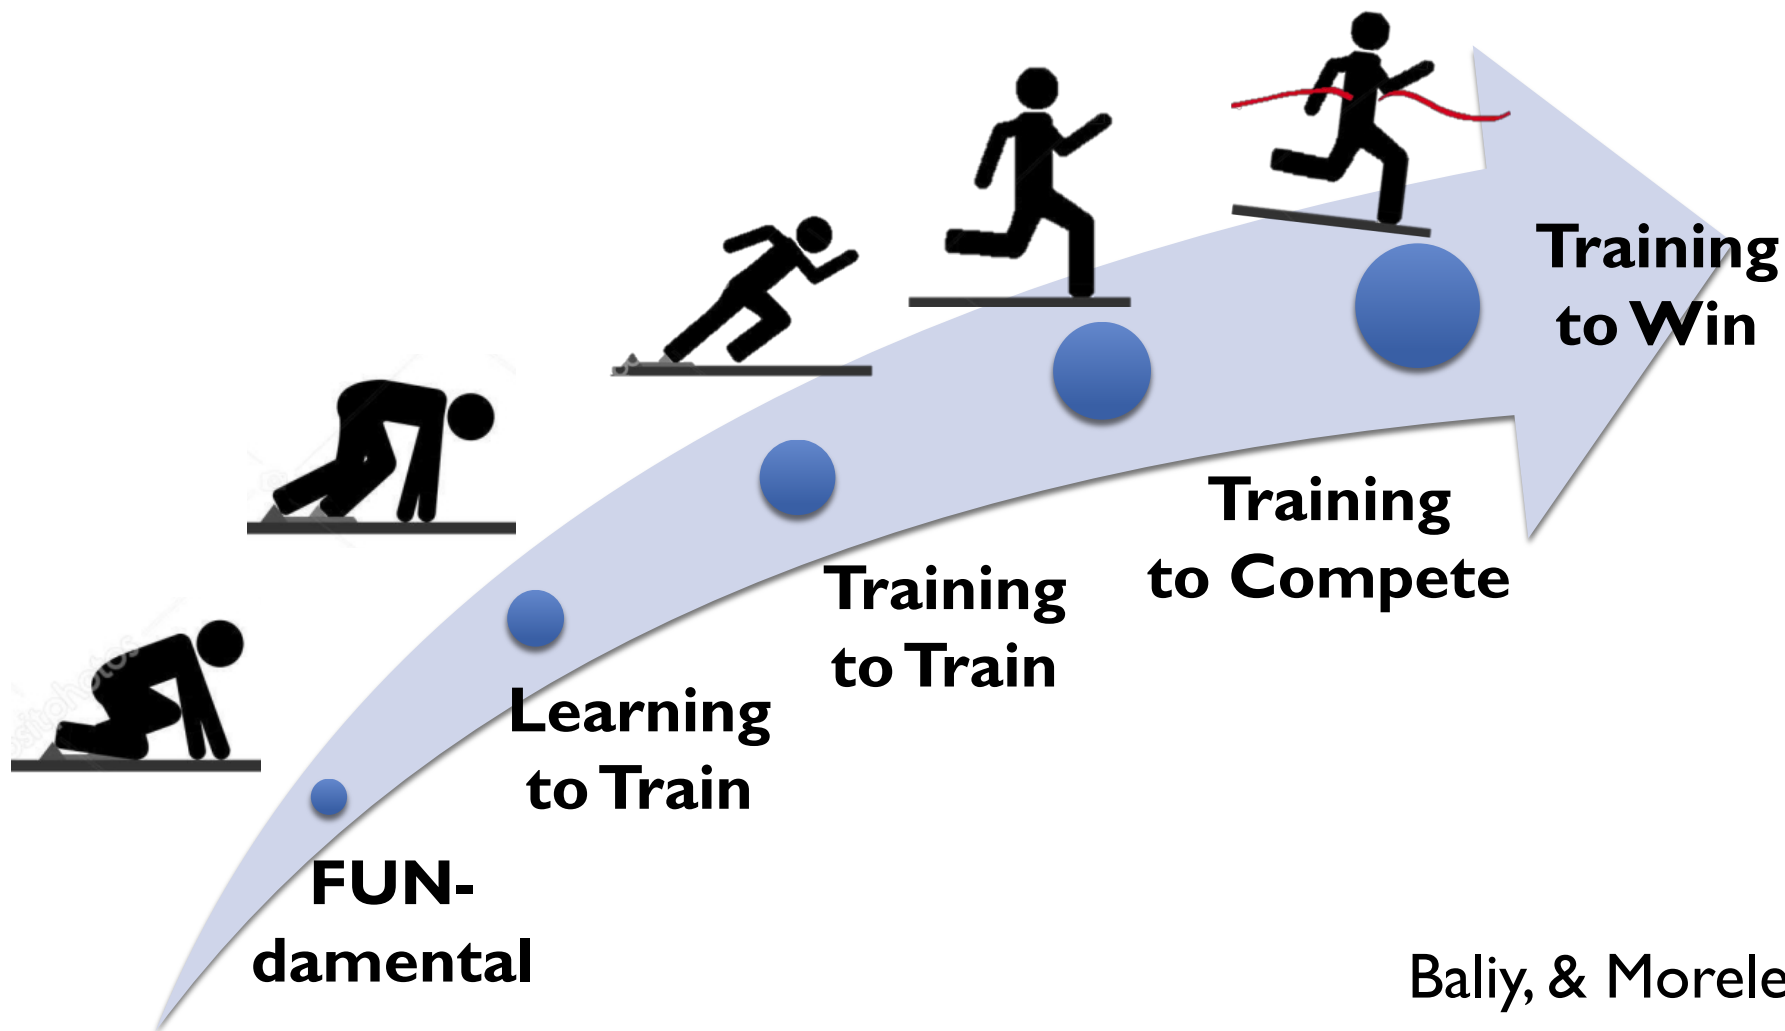 FUN-
damental
Learning
to Train
Training
to Train
Training
to Compete
Training
to Win
Baliy, & Morele